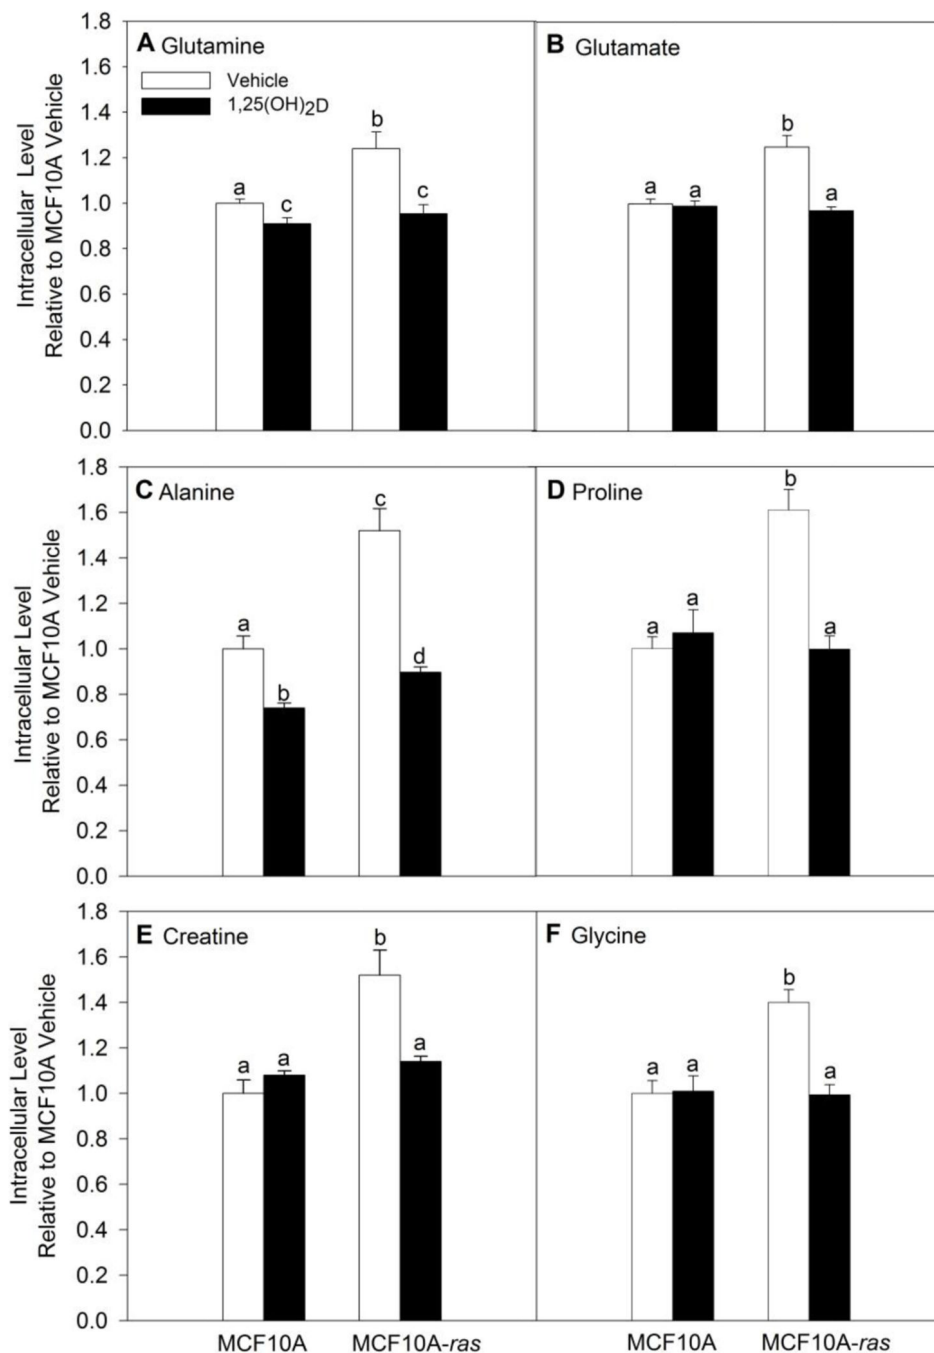 A Glutamine
Vehicle
1,25(OH)2D
B Glutamate
Intracellular Level
Relative to MCF10A Vehicle
1.8
1.6
1.4
1.2
1.0
0.8
0.6
0.4
0.2
0.0
a
c
b
c
a
a
b
a
C Alanine
D Proline
Intracellular Level
Relative to MCF10A Vehicle
1.8
1.6
1.4
1.2
1.0
0.8
0.6
0.4
0.2
0.0
a
b
c
d
a
a
b
a
E Creatine
F Glycine
Intracellular Level
Relative to MCF10A Vehicle
1.8
1.6
1.4
1.2
1.0
0.8
0.6
0.4
0.2
0.0
a
a
b
a
a
a
b
a
MCF10A
MCF10A-ras
MCF10A
MCF10A-ras